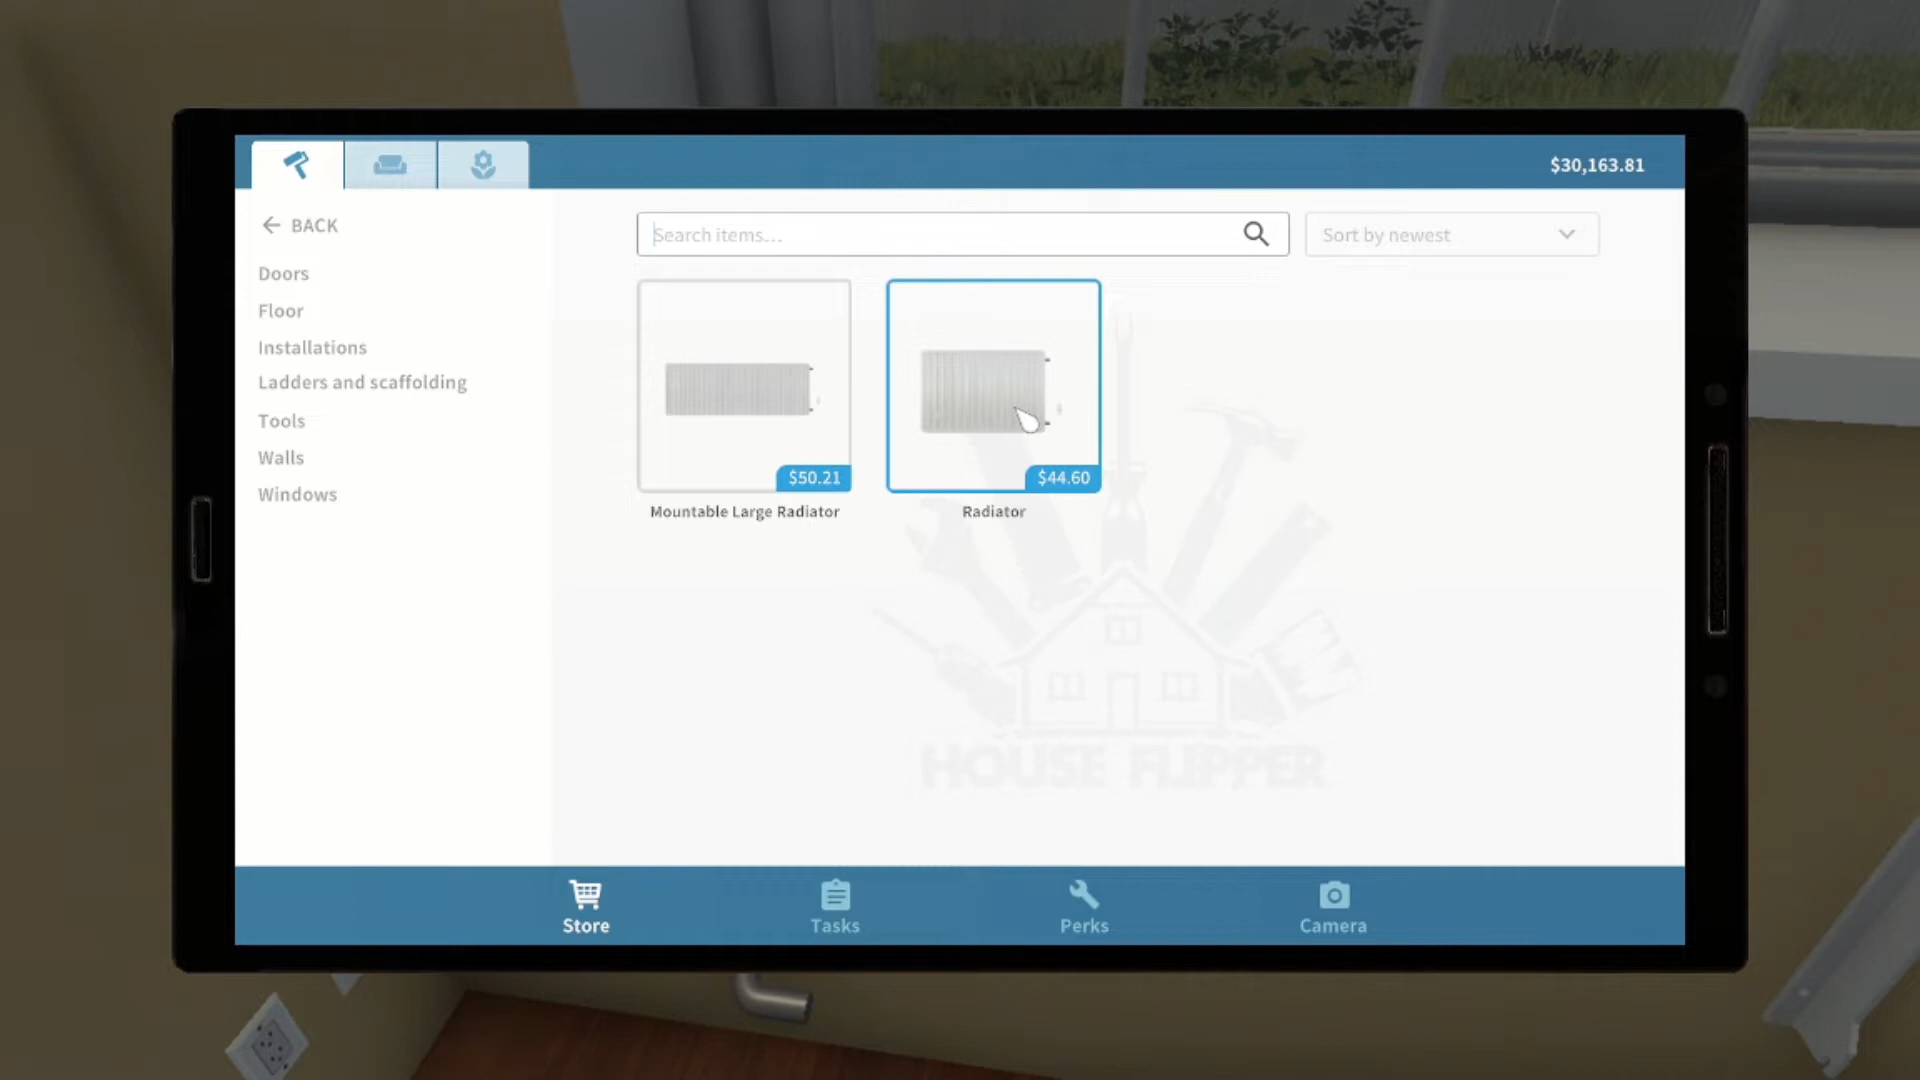 $30,163.81
BACK
Search items...
Sort by newest
Doors
Floor
Installations
Ladders and scaffolding
Tools
Walls
Windows
$50.21
$44.60
Mountable Large Radiator
Radiator
HOUSE FLIPPER
Store
Tasks
Perks
Camera